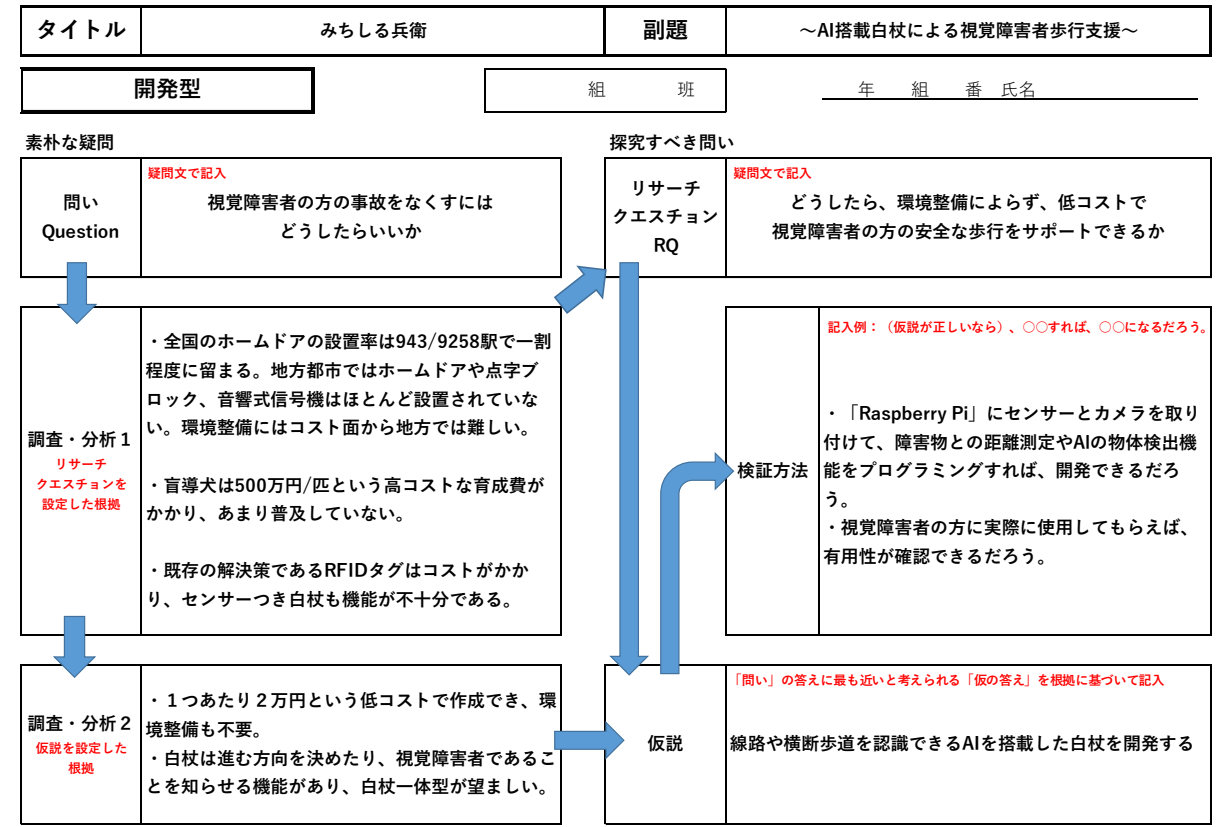 タイトル
みちしる兵衛
副題
～AI搭載白杖による視覚障害者歩行支援～
開発型
組 班
年 組 番 氏名
素朴な疑問
問い
Question
疑問文で記入
視覚障害者の方の事故をなくすには
どうしたらいいか
探究すべき問い
リサーチ
クエスチョン
RQ
疑問文で記入
どうしたら、環境整備によらず、低コストで
視覚障害者の方の安全な歩行をサポートできるか
調査・分析１
リサーチ
クエスチョンを
設定した根拠
・全国のホームドアの設置率は943/9258駅で一割
程度に留まる。地方都市ではホームドアや点字ブ
ロック、音響式信号機はほとんど設置されていな
い。環境整備にはコスト面から地方では難しい。
・盲導犬は500万円/匹という高コストな育成費が
かかり、あまり普及していない。
・既存の解決策であるRFIDタグはコストがかか
り、センサーつき白杖も機能が不十分である。
検証方法
記入例：（仮説が正しいなら）、○○すれば、○○になるだろう。
・「Raspberry Pi」にセンサーとカメラを取り
付けて、障害物との距離測定やAIの物体検出機
能をプログラミングすれば、開発できるだろ
う。
・視覚障害者の方に実際に使用してもらえば、
有用性が確認できるだろう。
調査・分析２
仮説を設定した
根拠
・１つあたり２万円という低コストで作成でき、環
境整備も不要。
・白杖は進む方向を決めたり、視覚障害者であるこ
とを知らせる機能があり、白杖一体型が望ましい。
仮説
「問い」の答えに最も近いと考えられる「仮の答え」を根拠に基づいて記入
線路や横断歩道を認識できるAIを搭載した白杖を開発する